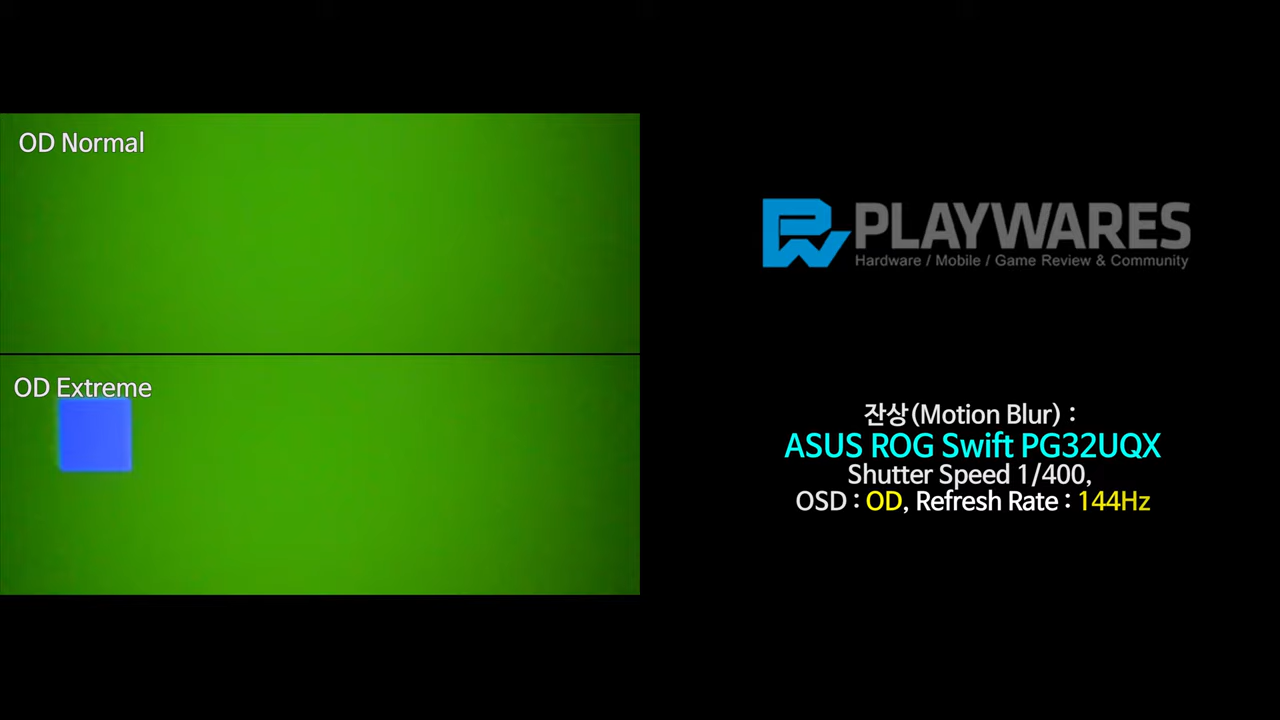 OD Normal
OD Extreme
PLAYWARES
Hardware / Mobile / Game Review & Community
잔상(Motion Blur) :
ASUS ROG Swift PG32UQX
Shutter Speed 1/400,
OSD : OD, Refresh Rate : 144Hz